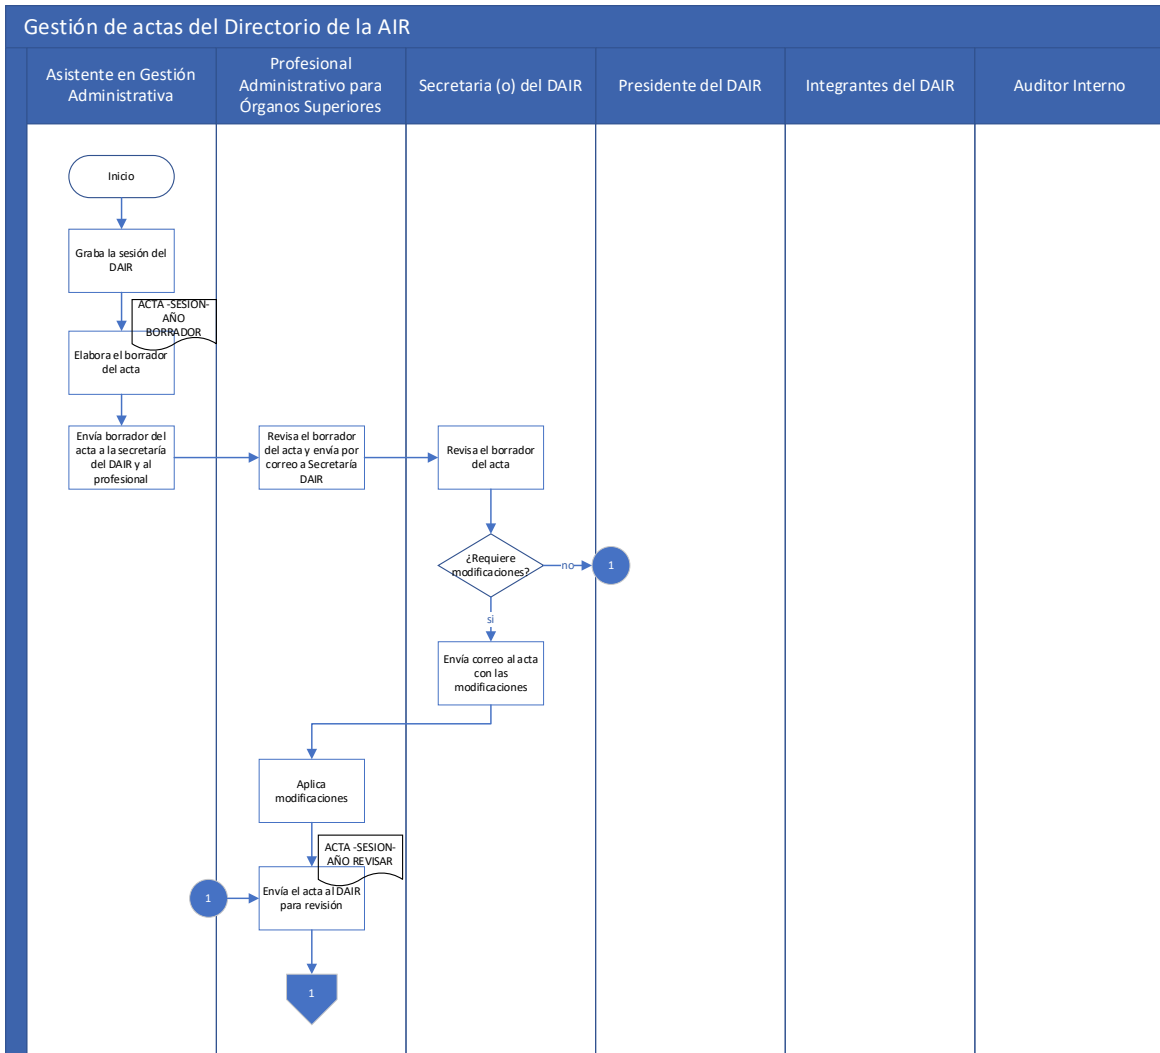 Gestión de actas del Directorio de la AIR
Asistente en Gestión
Administrativa
Profesional
Administrativo para
Órganos Superiores
Secretaria (o) del DAIR
Presidente del DAIR
Integrantes del DAIR
Auditor Interno
Inicio
Graba la sesión del
DAIR
ACTA -SESION-
AÑO
BORRADOR
Elabora el borrador
del acta
Envía borrador del
acta a la secretaría
del DAIR y al
profesional
Revisa el borrador
del acta y envía por
correo a Secretaría
DAIR
Revisa el borrador
del acta
¿Requiere
modificaciones?
no
1
si
Envía correo al acta
con las
modificaciones
Aplica
modificaciones
ACTA -SESION-
AÑO REVISAR
1
Envía el acta al DAIR
para revisión
1